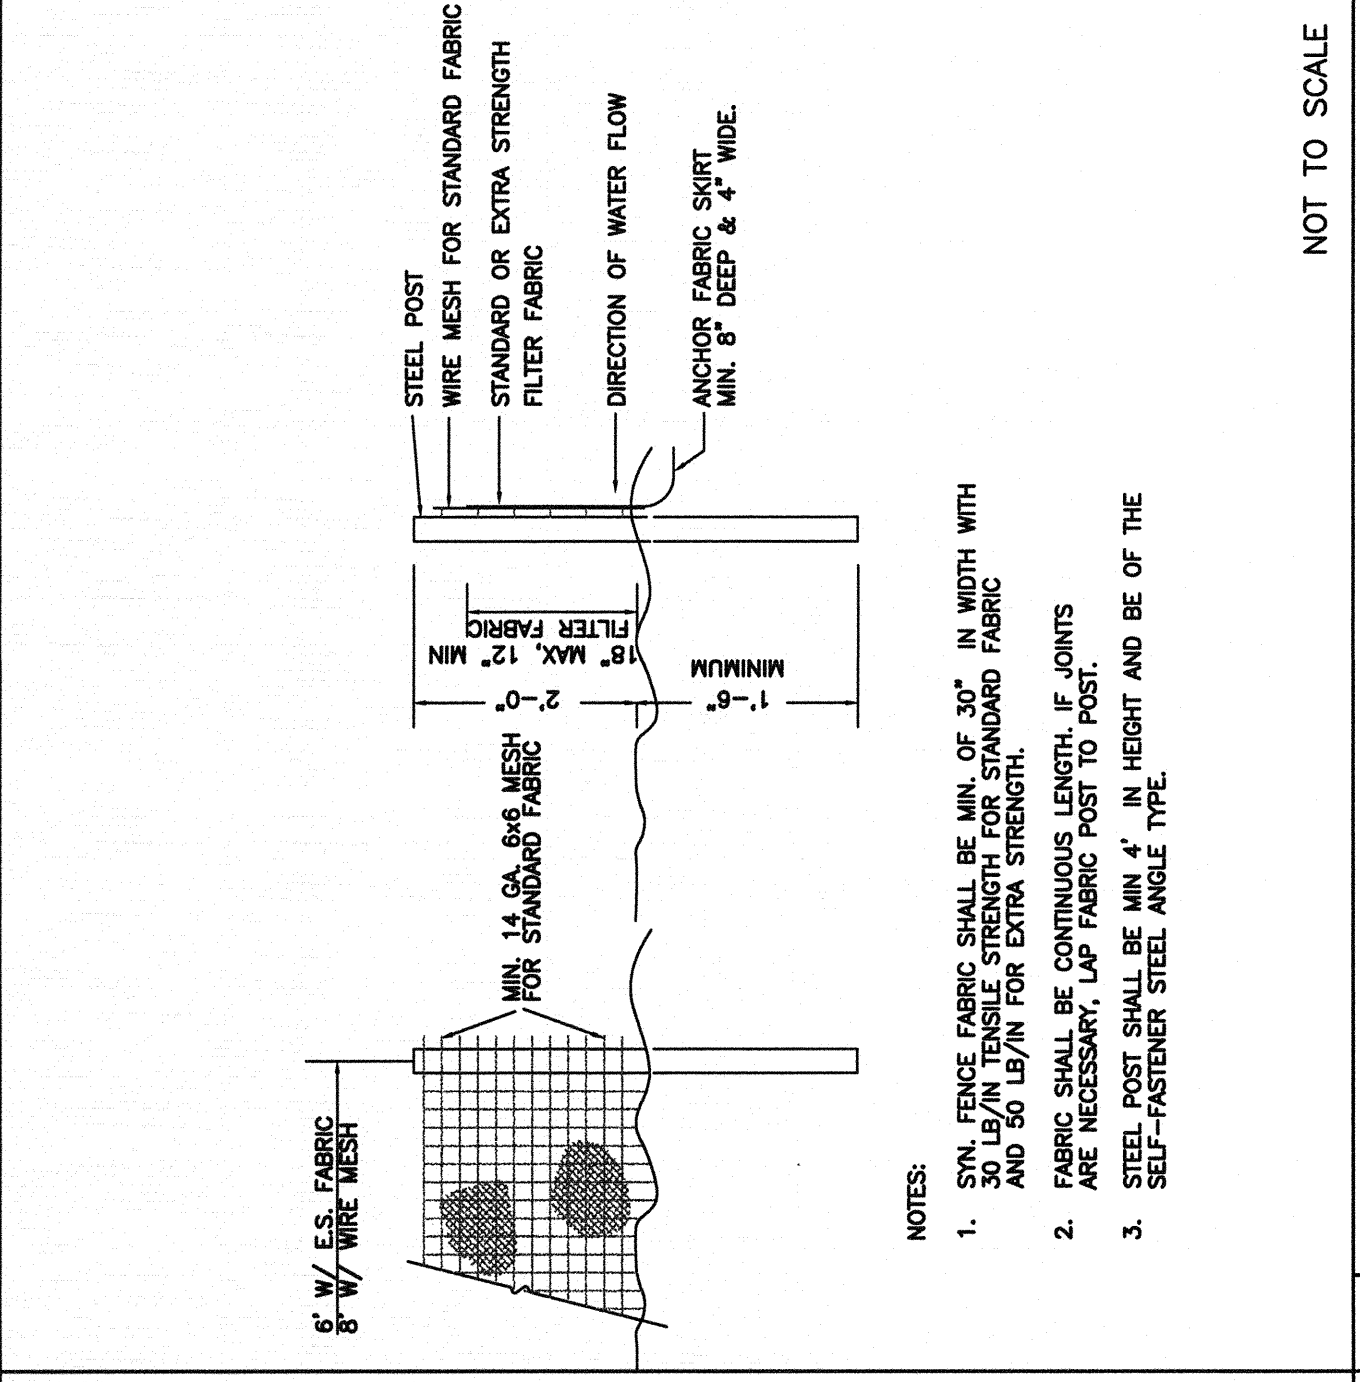 6' W/ E.S. FABRIC
8' W/ WIRE MESH
MIN. 14 GA. 6x6 MESH
FOR STANDARD FABRIC
2'-0"
18" MAX, 12" MIN
FILTER FABRIC
1'-6"
MINIMUM
STEEL POST
WIRE MESH FOR STANDARD FABRIC
STANDARD OR EXTRA STRENGTH
FILTER FABRIC
DIRECTION OF WATER FLOW
ANCHOR FABRIC SKIRT
MIN. 8" DEEP & 4" WIDE.
NOTES:
1. SYN. FENCE FABRIC SHALL BE MIN. OF 30" IN WIDTH WITH
30 LB/IN TENSILE STRENGTH FOR STANDARD FABRIC
AND 50 LB/IN FOR EXTRA STRENGTH.
2. FABRIC SHALL BE CONTINUOUS LENGTH. IF JOINTS
ARE NECESSARY, LAP FABRIC POST TO POST.
3. STEEL POST SHALL BE MIN 4' IN HEIGHT AND BE OF THE
SELF-FASTENER STEEL ANGLE TYPE.
NOT TO SCALE